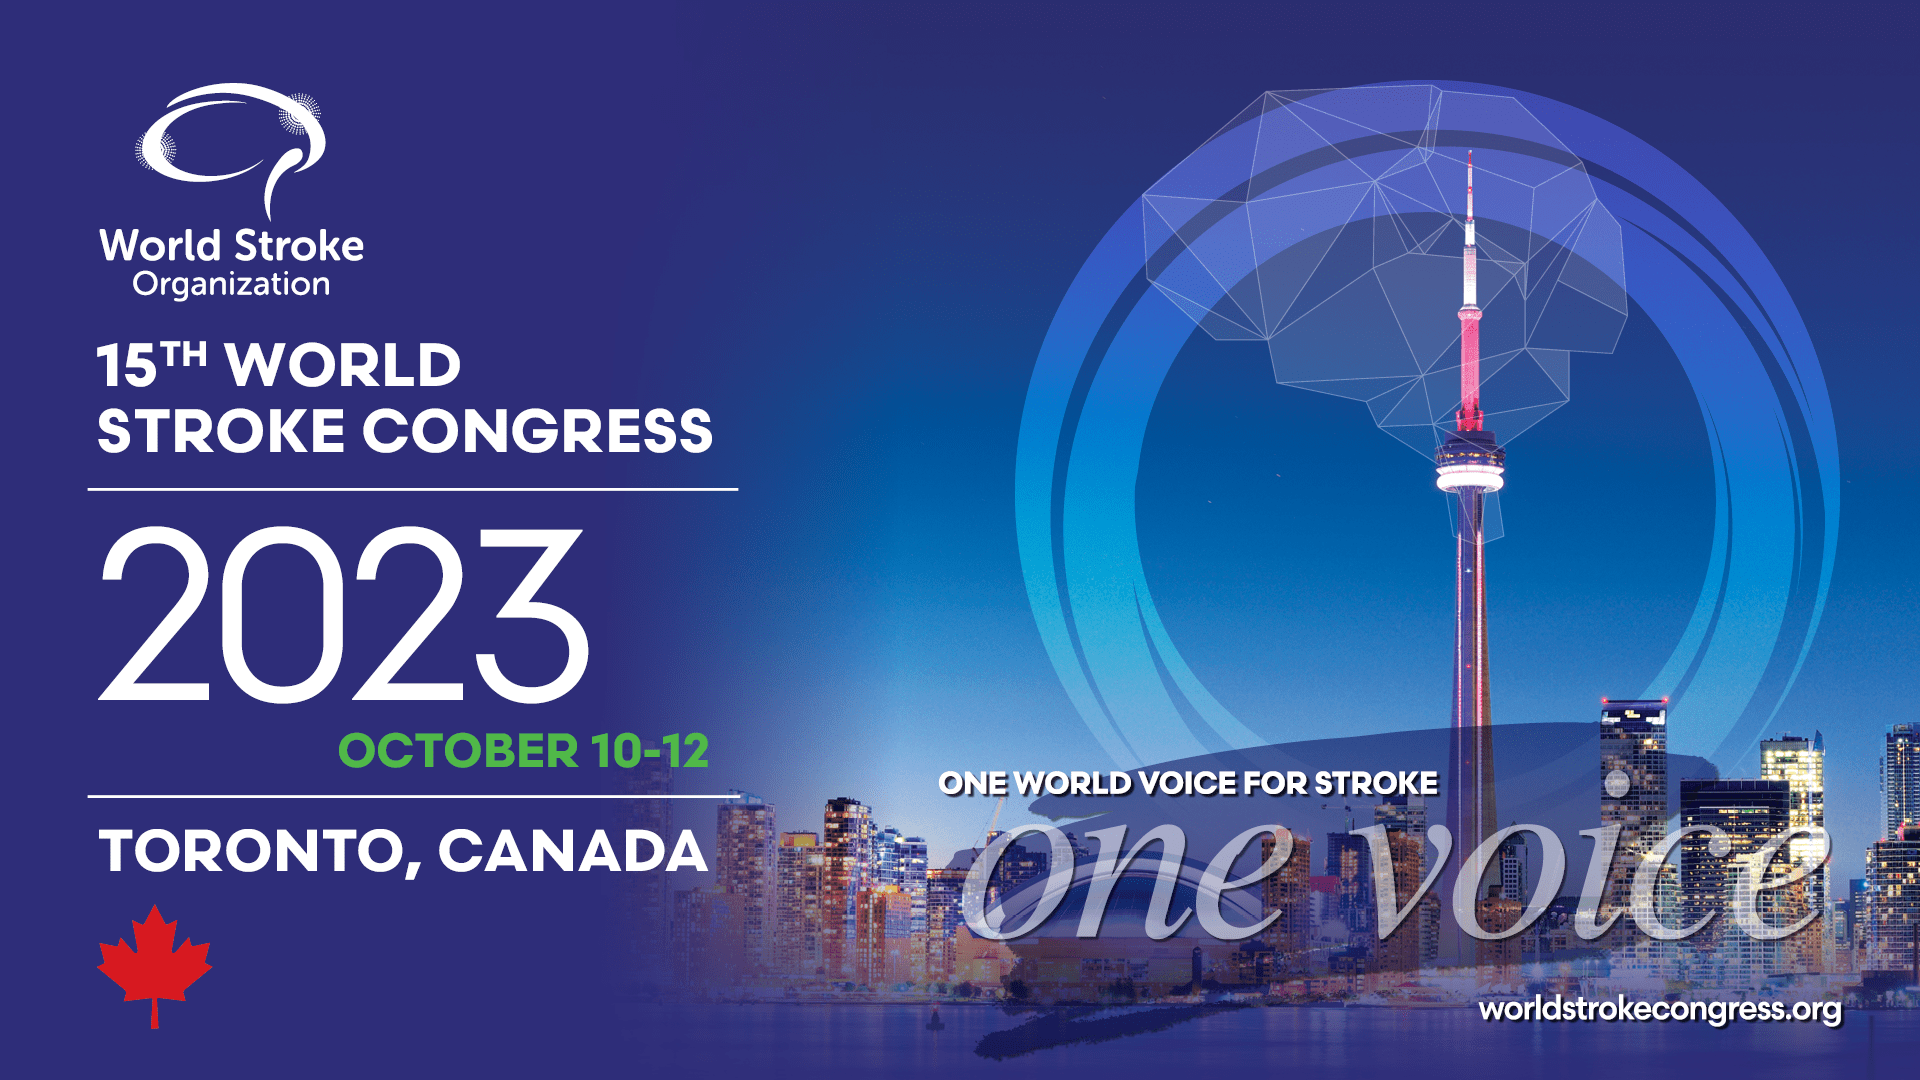 World Stroke
Organization
15TH WORLD
STROKE CONGRESS
2023
OCTOBER 10-12
TORONTO, CANADA
ONE WORLD VOICE FOR STROKE
one voice
worldstrokecongress.org